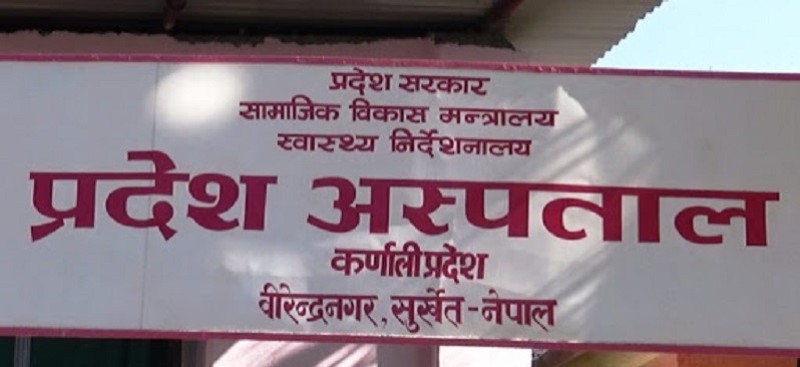 प्रदेश सरकार
सामाजिक विकास मन्त्रालय
स्वास्थ्य निर्देशनालय
प्रदेश अस्पताल
कर्णाली प्रदेश
वीरेन्द्रनगर, सुर्खेत-नेपाल